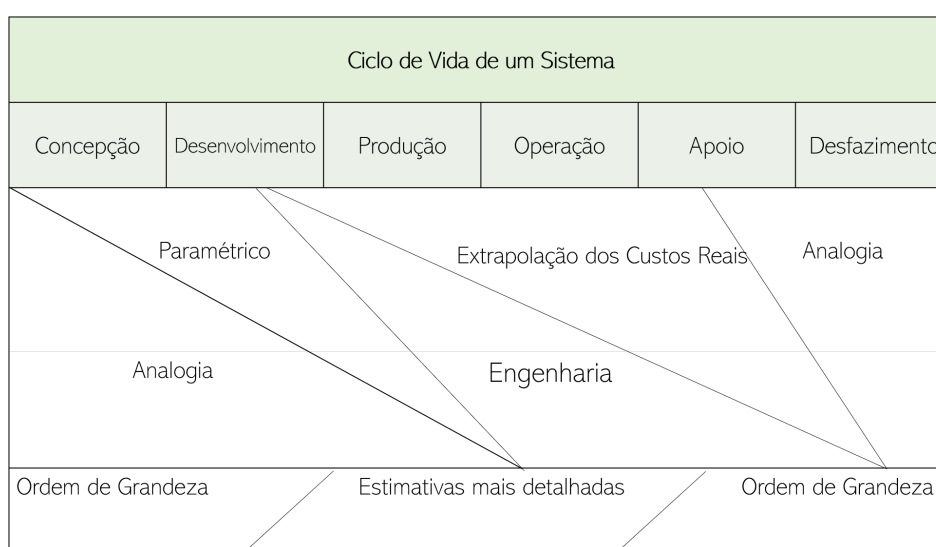 Ciclo de Vida de um Sistema
Concepção
Desenvolvimento
Produção
Operação
Apoio
Desfazimento
Paramétrico
Extrapolação dos Custos Reais
Analogia
Analogia
Engenharia
Ordem de Grandeza
Estimativas mais detalhadas
Ordem de Grandeza